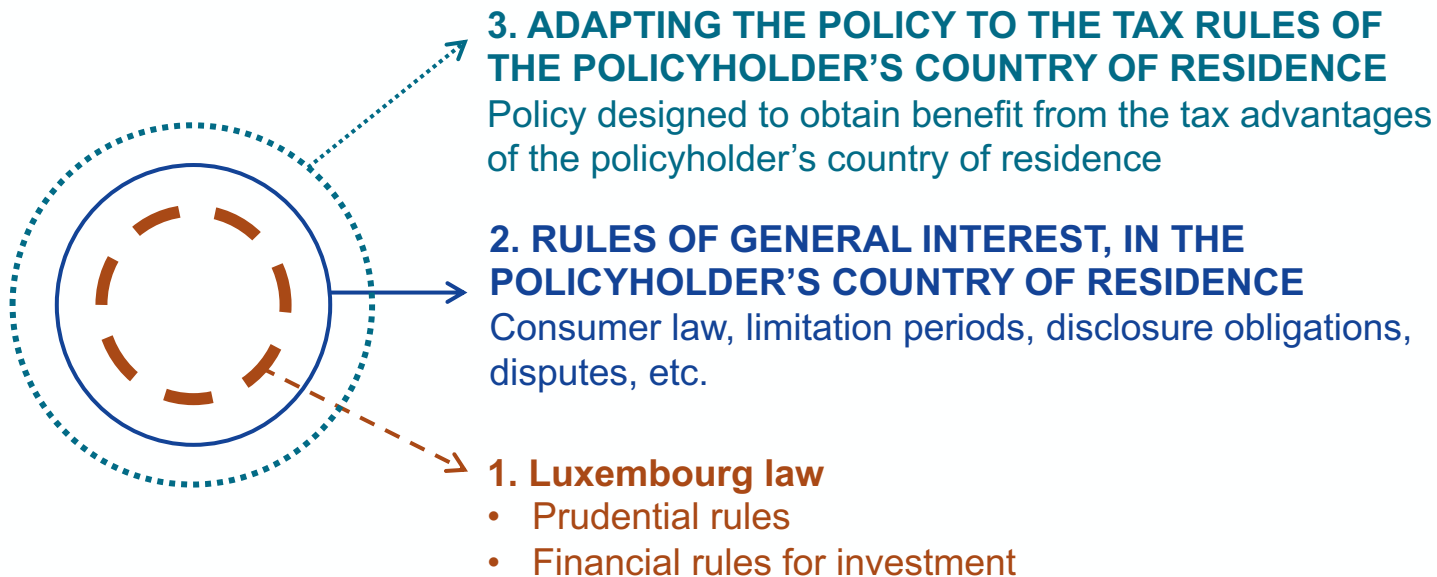 3. ADAPTING THE POLICY TO THE TAX RULES OF
THE POLICYHOLDER’S COUNTRY OF RESIDENCE
Policy designed to obtain benefit from the tax advantages
of the policyholder’s country of residence
2. RULES OF GENERAL INTEREST, IN THE
POLICYHOLDER’S COUNTRY OF RESIDENCE
Consumer law, limitation periods, disclosure obligations,
disputes, etc.
1. Luxembourg law
• Prudential rules
• Financial rules for investment